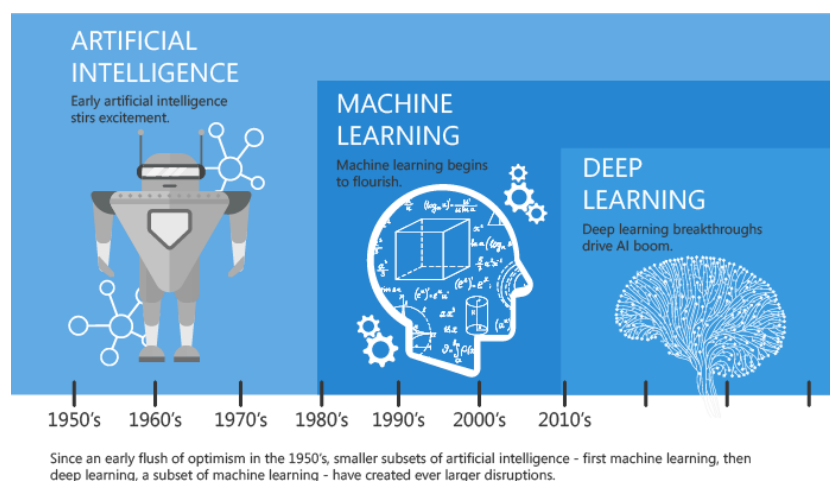 ARTIFICIAL
INTELLIGENCE
Early artificial intelligence
stirs excitement.
MACHINE
LEARNING
Machine learning begins
to flourish.
DEEP
LEARNING
Deep learning breakthroughs
drive AI boom.
1950's 1960's 1970's 1980's 1990's 2000's 2010's
Since an early flush of optimism in the 1950's, smaller subsets of artificial intelligence - first machine learning, then
deep learning, a subset of machine learning - have created ever larger disruptions.